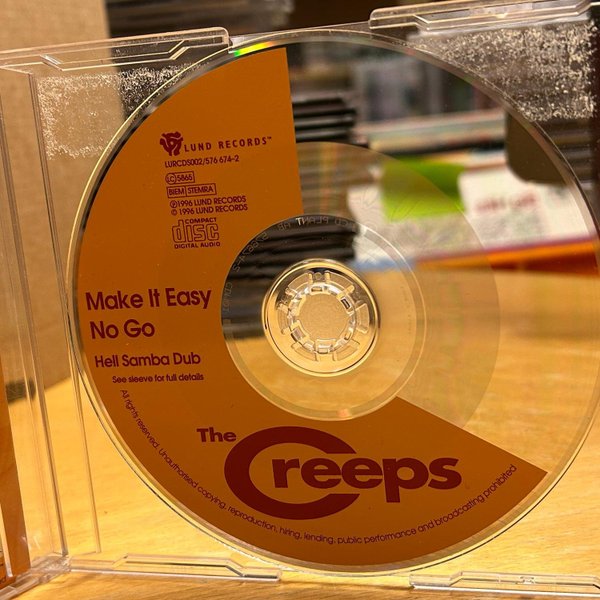 LUND RECORDS™
LURCDS002/576 674-2
LC 5865
BIEM STEMRA
℗1996 LUND RECORDS
© 1996 LUND RECORDS
COMPACT
disc
DIGITAL AUDIO
Make It Easy
No Go
Hell Samba Dub
See sleeve for full details
The
Creeps
All rights reserved. Unauthorised copying, reproduction, hiring, lending, public performance and broadcasting prohibited